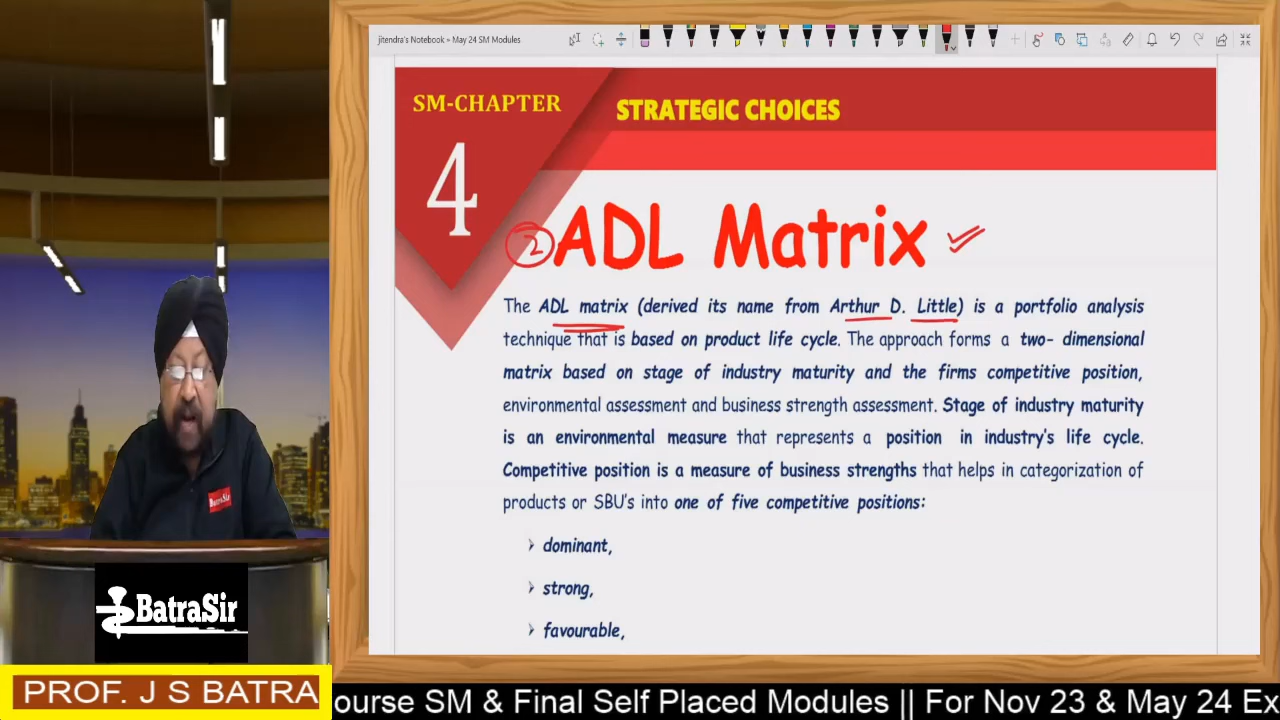 jitendra's Notebook » May 24 SM Modules
SM-CHAPTER
4
STRATEGIC CHOICES
2 ADL Matrix
The ADL matrix (derived its name from Arthur D. Little) is a portfolio analysis
technique that is based on product life cycle. The approach forms a two- dimensional
matrix based on stage of industry maturity and the firms competitive position,
environmental assessment and business strength assessment. Stage of industry maturity
is an environmental measure that represents a position in industry's life cycle.
Competitive position is a measure of business strengths that helps in categorization of
products or SBU's into one of five competitive positions:
dominant,
strong,
favourable,
BatraSir
BatraSir
PROF. J S BATRA
ourse SM & Final Self Placed Modules || For Nov 23 & May 24 Ex